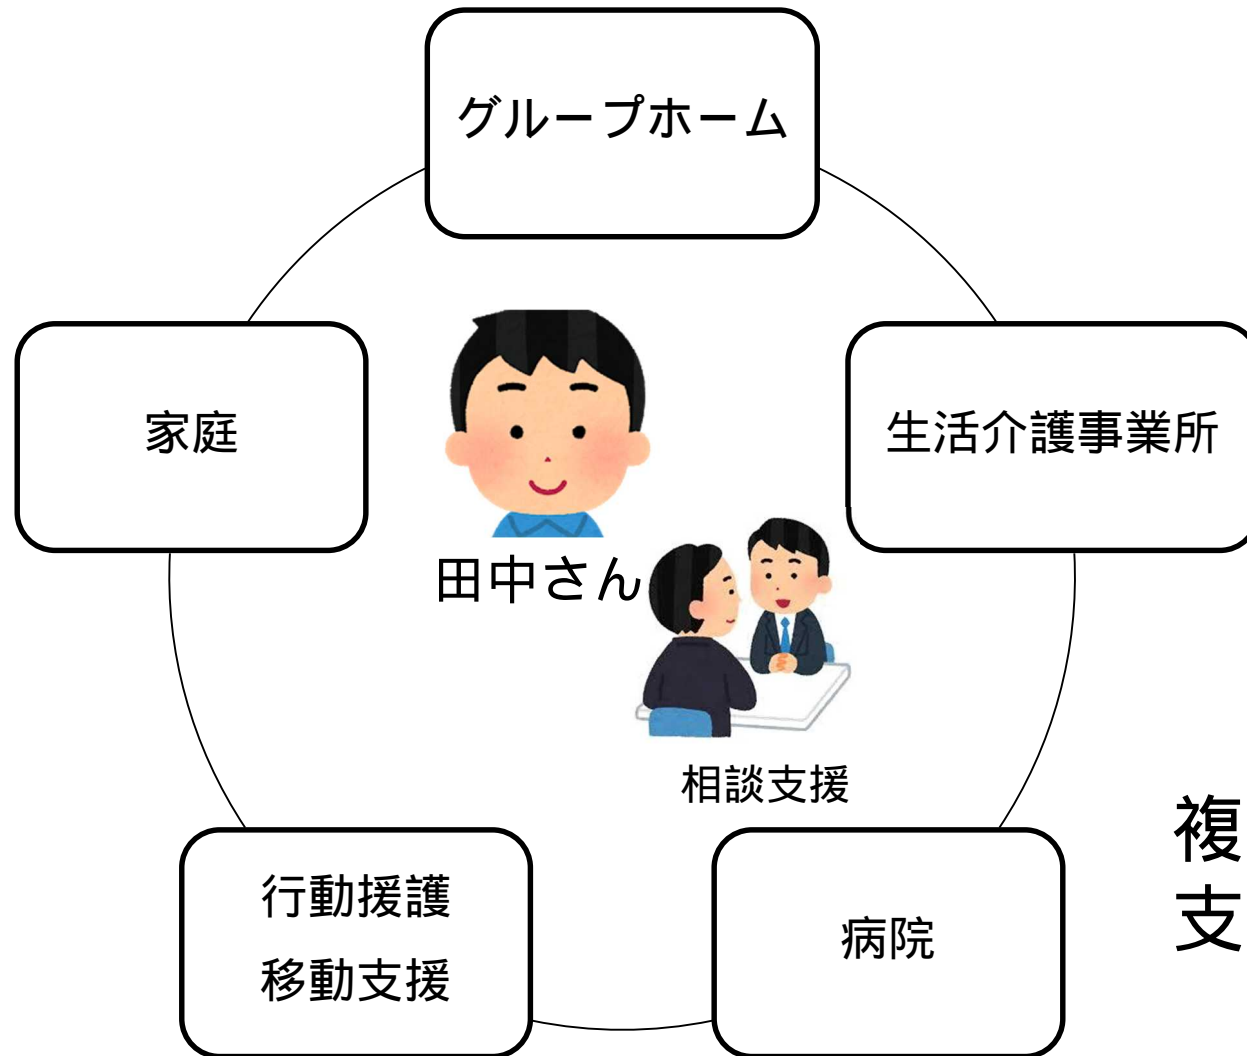 グループホーム
家庭
生活介護事業所
田中さん
相談支援
行動援護
移動支援
病院
複
支